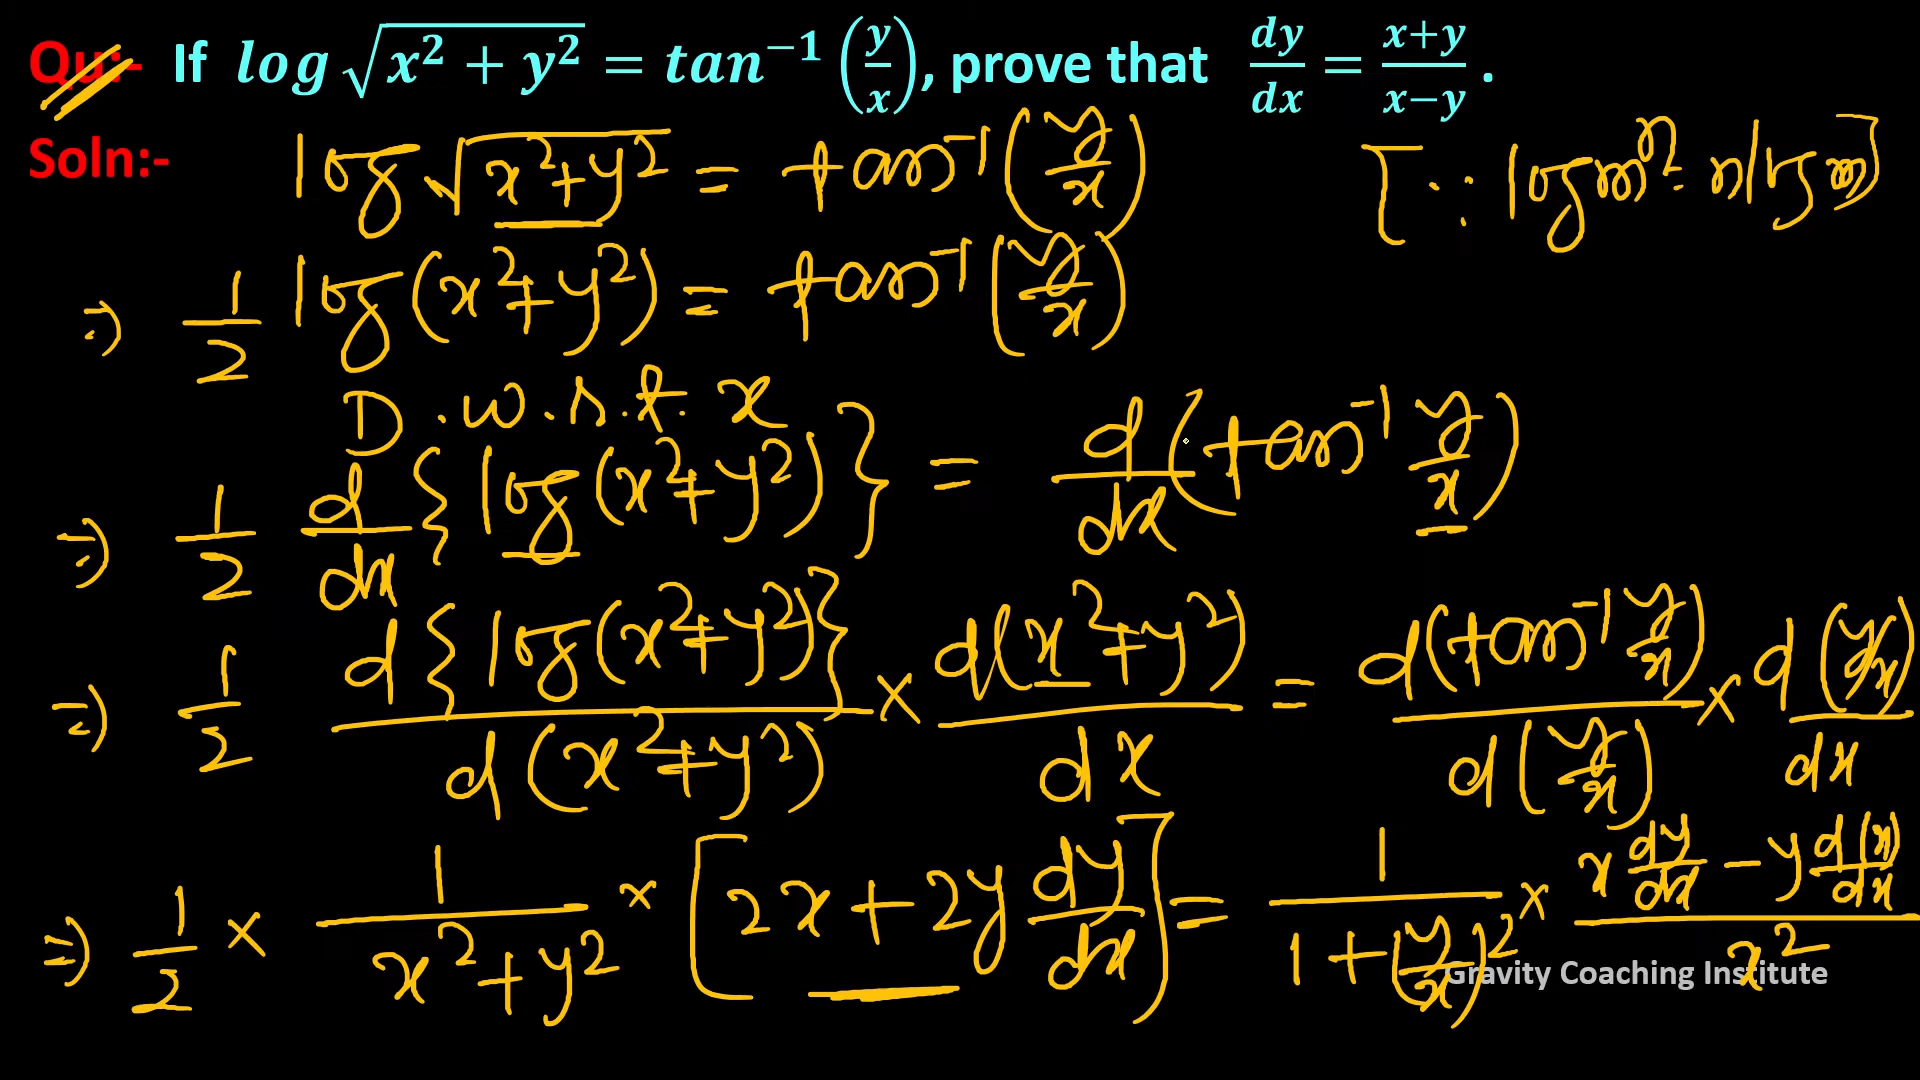 Qu:- If log √(x² + y²) = tan⁻¹(y/x), prove that dy/dx = (x+y)/(x−y) .
Soln:- log √(x²+y²) = tan⁻¹(y/x) [∵ log mⁿ = n log m]
⇒ 1/2 log(x²+y²) = tan⁻¹(y/x)
D.w.r.t. x
⇒ 1/2 d/dx {log(x²+y²)} = d/dx (tan⁻¹ y/x)
⇒ 1/2 d{log(x²+y²)}/d(x²+y²) × d(x²+y²)/dx = d(tan⁻¹ y/x)/d(y/x) × d(y/x)/dx
⇒ 1/2 × 1/(x²+y²) × [2x + 2y dy/dx] = 1/(1+(y/x)²) × (x dy/dx − y d(x)/dx)/x²
Gravity Coaching Institute